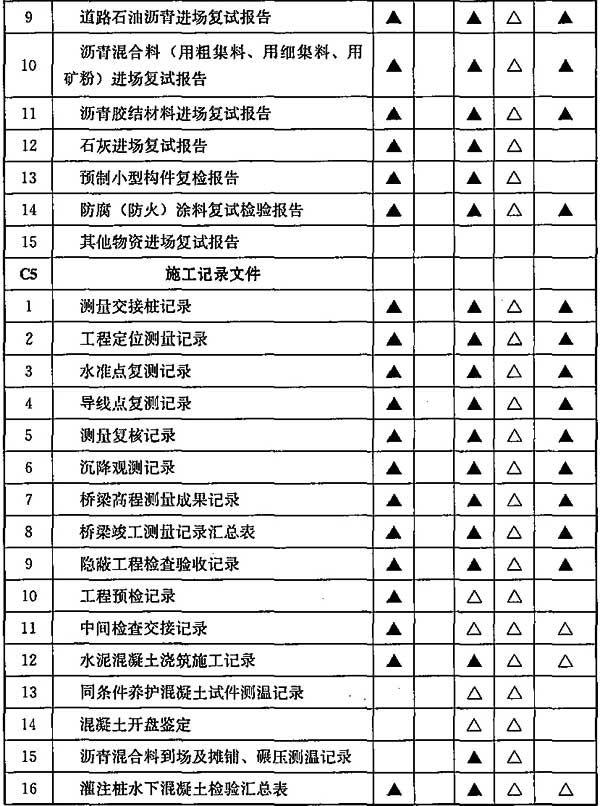 9 道路石油沥青进场复试报告 ▲ ▲ △ ▲
10 沥青混合料（用粗集料、用细集料、用
矿粉）进场复试报告 ▲ ▲ △ ▲
11 沥青胶结材料进场复试报告 ▲ ▲ △ ▲
12 石灰进场复试报告 ▲ ▲ △
13 预制小型构件复检报告 ▲ ▲ △
14 防腐（防火）涂料复试检验报告 ▲ ▲ △ ▲
15 其他物资进场复试报告
C5 施工记录文件
1 测量交接桩记录 ▲ ▲ △ ▲
2 工程定位测量记录 ▲ ▲ △ ▲
3 水准点复测记录 ▲ ▲ △ ▲
4 导线点复测记录 ▲ ▲ △ ▲
5 测量复核记录 ▲ ▲ △ ▲
6 沉降观测记录 ▲ ▲ △ ▲
7 桥梁高程测量成果记录 ▲ ▲ △ ▲
8 桥梁竣工测量记录汇总表 ▲ ▲ △ ▲
9 隐蔽工程检查验收记录 ▲ ▲ △ ▲
10 工程预检记录 ▲ △ △
11 中间检查交接记录 ▲ △ △ △
12 水泥混凝土浇筑施工记录 ▲ ▲ △ △
13 同条件养护混凝土试件测温记录 △ △
14 混凝土开盘鉴定 △ △
15 沥青混合料到场及摊铺、碾压测温记录 ▲ △
16 灌注桩水下混凝土检验汇总表 ▲ ▲ △ △